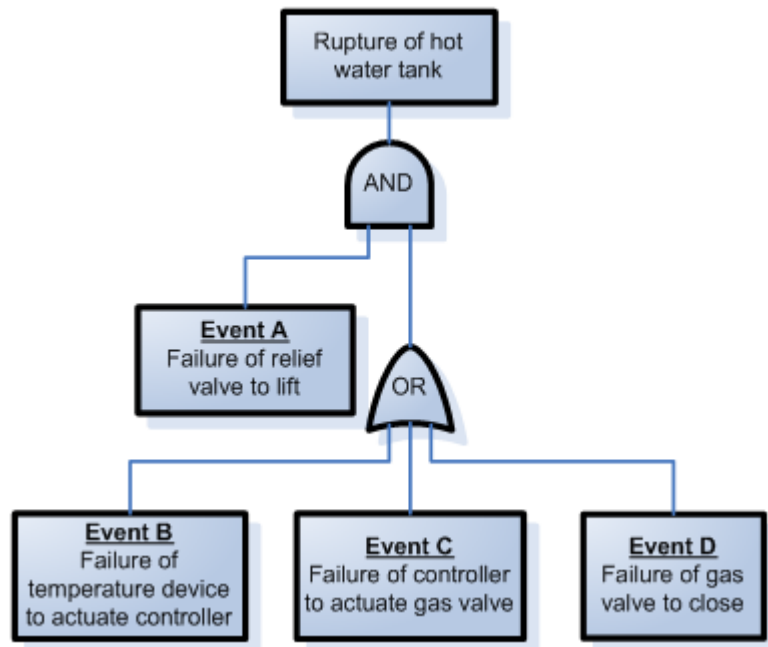 Rupture of hot
water tank
AND
Event A
Failure of relief
valve to lift
OR
Event B
Failure of
temperature device
to actuate controller
Event C
Failure of controller
to actuate gas valve
Event D
Failure of gas
valve to close